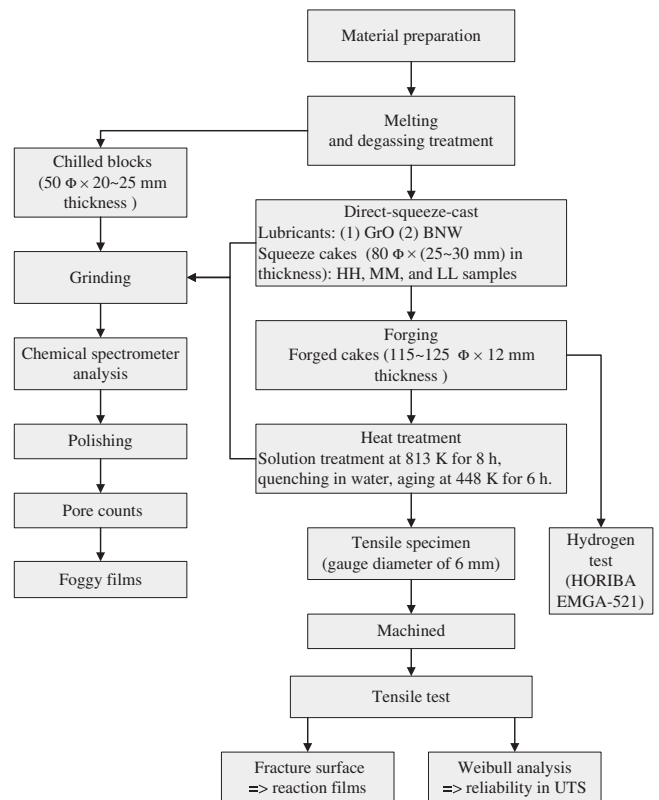 Material preparation
Melting
and degassing treatment
Chilled blocks
(50 Φ × 20~25 mm
thickness )
Direct-squeeze-cast
Lubricants: (1) GrO (2) BNW
Squeeze cakes (80 Φ × (25~30 mm) in
thickness): HH, MM, and LL samples
Grinding
Chemical spectrometer
analysis
Forging
Forged cakes (115~125 Φ × 12 mm
thickness )
Polishing
Heat treatment
Solution treatment at 813 K for 8 h,
quenching in water, aging at 448 K for 6 h.
Pore counts
Foggy films
Tensile specimen
(gauge diameter of 6 mm)
Hydrogen
test
(HORIBA
EMGA-521)
Machined
Tensile test
Fracture surface
=> reaction films
Weibull analysis
=> reliability in UTS